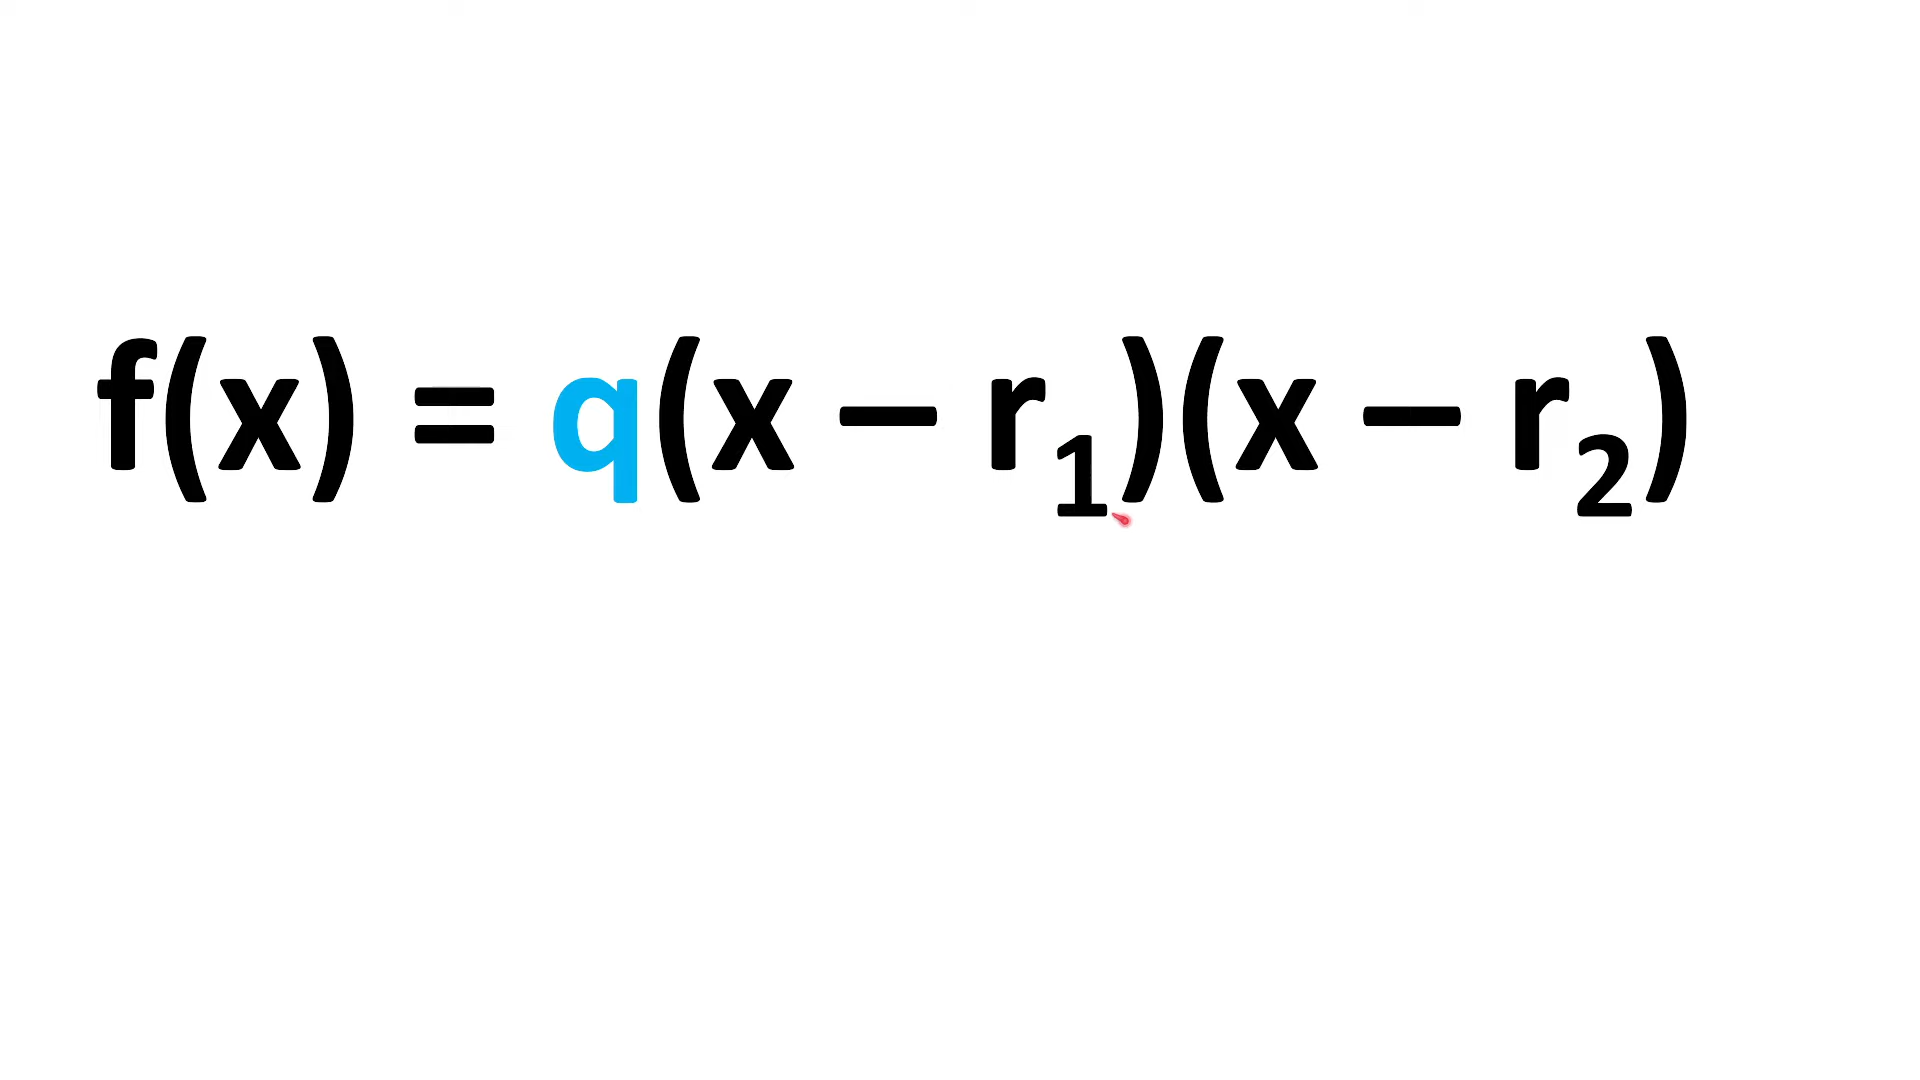 f(x) = q(x – r₁)(x – r₂)